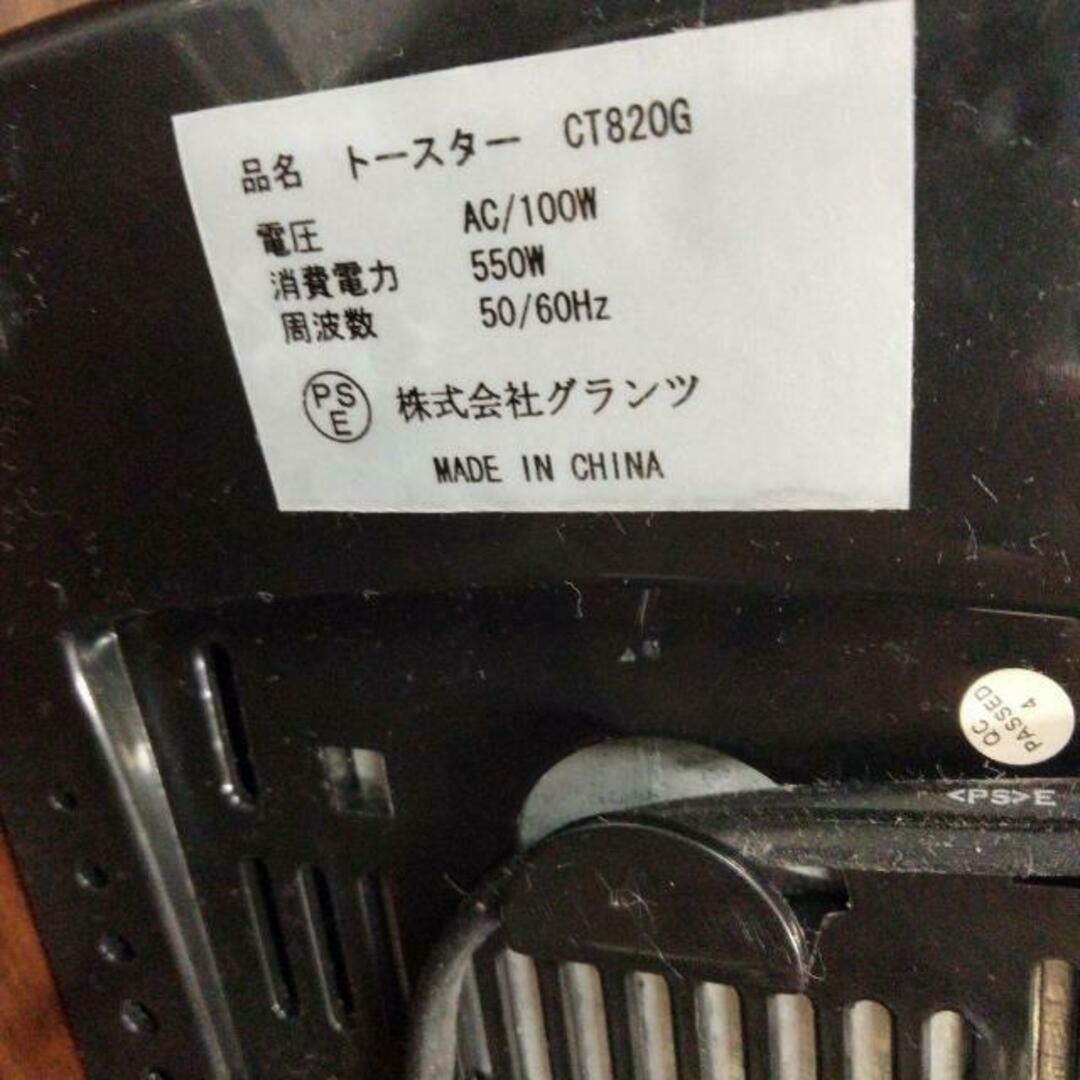 品名 トースター CT820G
電圧 AC/100W
消費電力 550W
周波数 50/60Hz
PS
E
株式会社グランツ
MADE IN CHINA
QC
PASSED
4
<PS>E